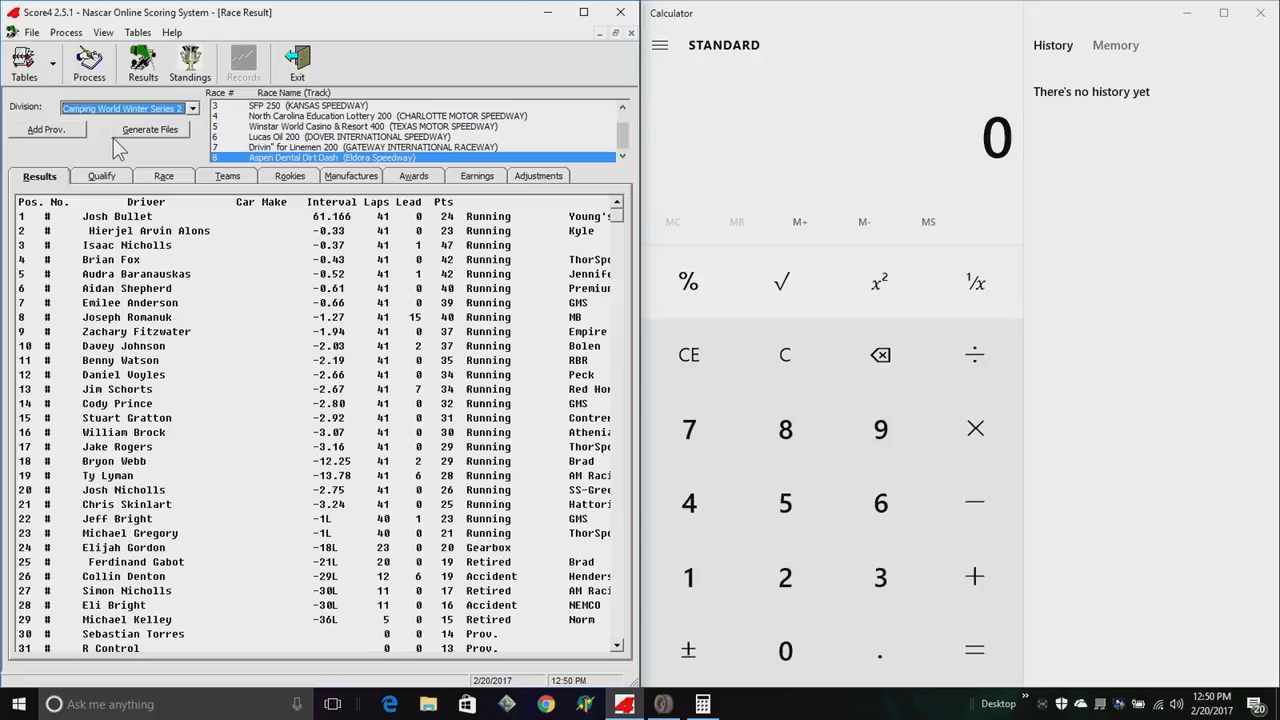 Score4 2.5.1 - Nascar Online Scoring System - [Race Result]
File Process View Tables Help
Tables Process Results Standings Records Exit
Division: Camping World Winter Series 2
Add Prov. Generate Files
Race # Race Name (Track)
3 SFP 250 (KANSAS SPEEDWAY)
4 North Carolina Education Lottery 200 (CHARLOTTE MOTOR SPEEDWAY)
5 Winstar World Casino & Resort 400 (TEXAS MOTOR SPEEDWAY)
6 Lucas Oil 200 (DOVER INTERNATIONAL SPEEDWAY)
7 Drivin" for Linemen 200 (GATEWAY INTERNATIONAL RACEWAY)
8 Aspen Dental Dirt Dash (Eldora Speedway)
Results Qualify Race Teams Rookies Manufactures Awards Earnings Adjustments
Pos. No. Driver Car Make Interval Laps Lead Pts
1 # Josh Bullet 61.166 41 0 24 Running Young's
2 # Hierjel Arvin Alons -0.33 41 0 23 Running Kyle
3 # Isaac Nicholls -0.37 41 1 47 Running
4 # Brian Fox -0.43 41 0 42 Running ThorSpo
5 # Audra Baranauskas -0.52 41 1 42 Running Jennife
6 # Aidan Shepherd -0.61 41 0 40 Running Premiu
7 # Emilee Anderson -0.66 41 0 39 Running GMS
8 # Joseph Romanuk -1.27 41 15 40 Running MB
9 # Zachary Fitzwater -1.94 41 0 37 Running Empire
10 # Davey Johnson -2.03 41 2 37 Running Bolen
11 # Benny Watson -2.19 41 0 35 Running RBR
12 # Daniel Voyles -2.66 41 0 34 Running Peck
13 # Jim Schorts -2.67 41 7 34 Running Red Hor
14 # Cody Prince -2.80 41 0 32 Running GMS
15 # Stuart Gratton -2.92 41 0 31 Running Contrer
16 # William Brock -3.07 41 0 30 Running Athenia
17 # Jake Rogers -3.16 41 0 29 Running ThorSpo
18 # Bryon Webb -12.25 41 2 29 Running Brad
19 # Ty Lyman -13.78 41 6 28 Running AM Raci
20 # Josh Nicholls -2.75 41 0 26 Running SS-Gree
21 # Chris Skinlart -3.24 41 0 25 Running Hattori
22 # Jeff Bright -1L 40 1 23 Running GMS
23 # Michael Gregory -1L 40 0 21 Running ThorSpo
24 # Elijah Gordon -18L 23 0 20 Gearbox
25 # Ferdinand Gabot -21L 20 0 19 Retired Brad
26 # Collin Denton -29L 12 6 19 Accident Henders
27 # Simon Nicholls -30L 11 0 17 Retired AM Raci
28 # Eli Bright -30L 11 0 16 Accident NEMCO
29 # Michael Kelley -36L 5 0 15 Retired Norm
30 # Sebastian Torres 0 0 14 Prov.
31 # R Control 0 0 13 Prov.
2/20/2017 12:50 PM
Calculator
STANDARD
0
MC MR M+ M- MS
% √ x² ¹/x
CE C ÷
7 8 9 ×
4 5 6 −
1 2 3 +
± 0 . =
History Memory
There's no history yet
Ask me anything
Desktop
12:50 PM
2/20/2017
20